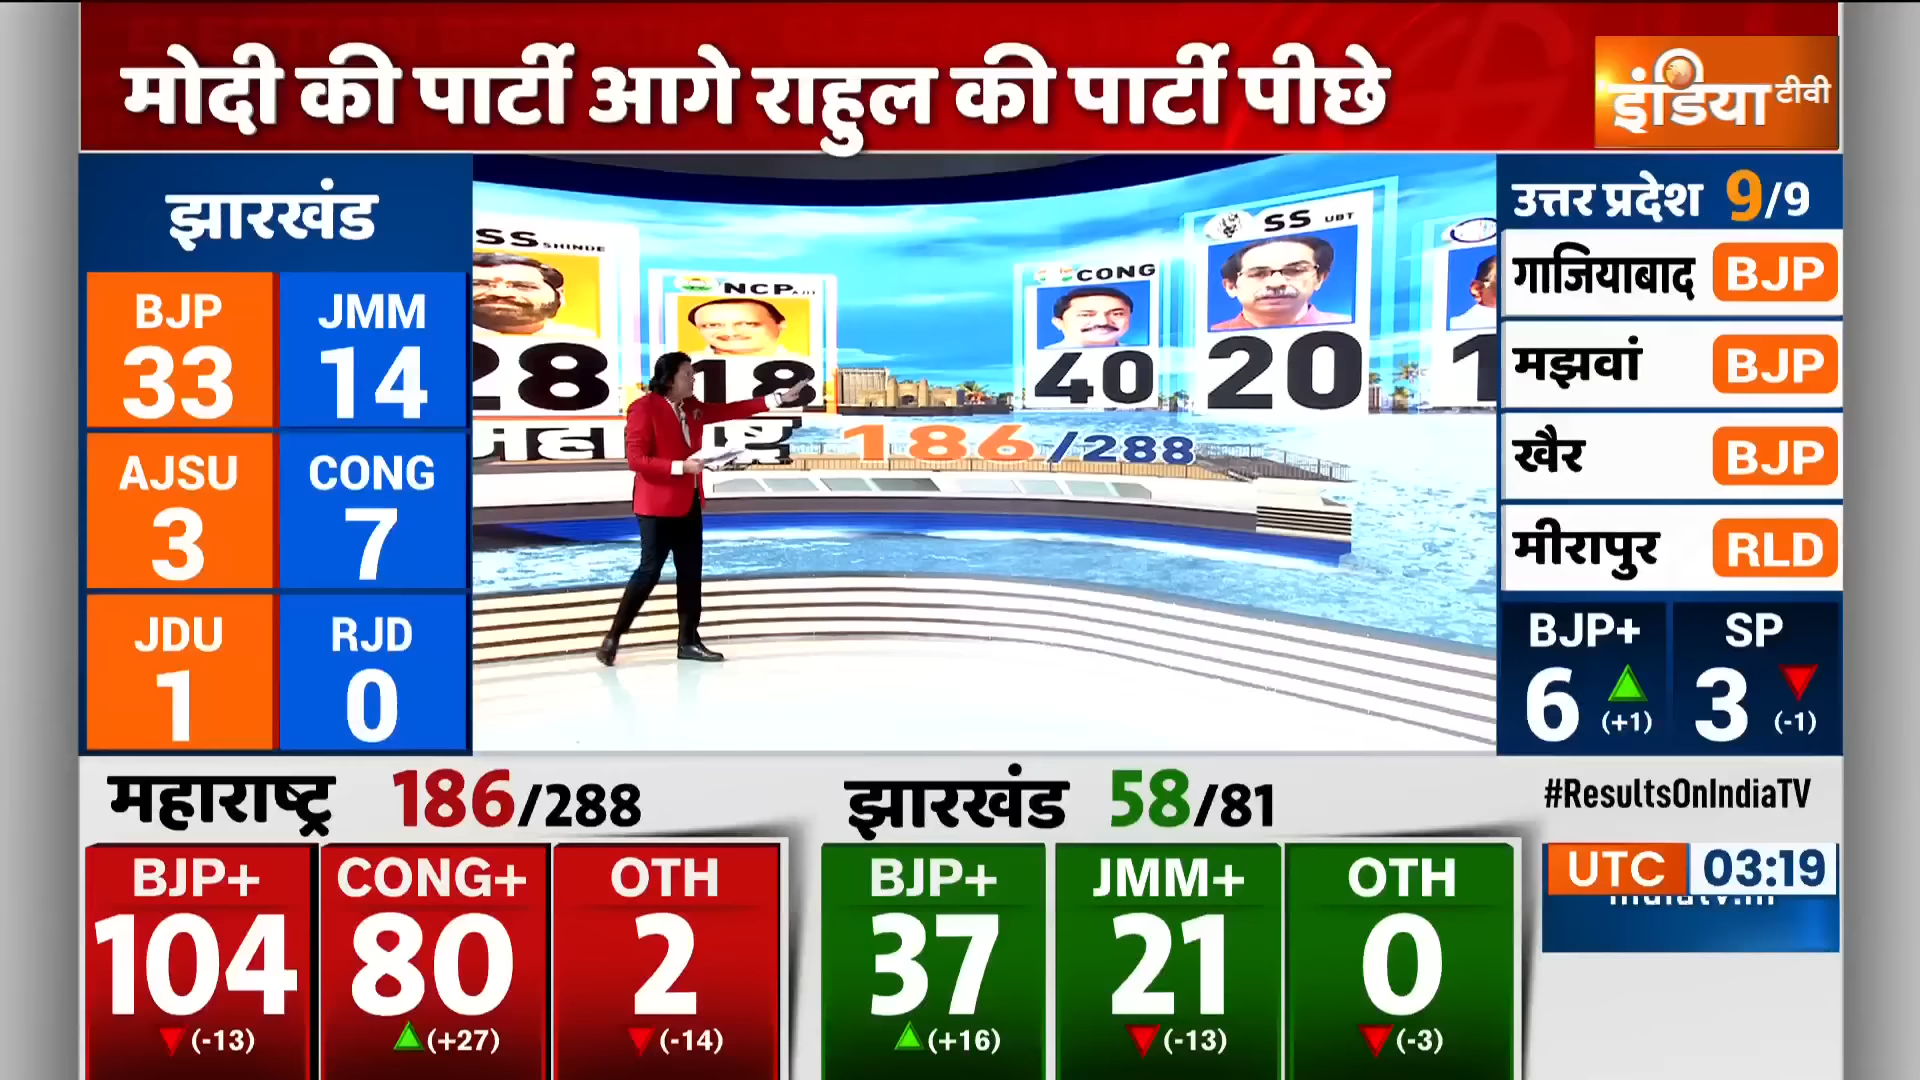 मोदी की पार्टी आगे राहुल की पार्टी पीछे
इंडिया टीवी
झारखंड
BJP
33
JMM
14
AJSU
3
CONG
7
JDU
1
RJD
0
SS SHINDE
28
NCP
18
CONG
40
SS UBT
20
186/288
उत्तर प्रदेश 9/9
गाजियाबाद BJP
मझवां BJP
खैर BJP
मीरापुर RLD
BJP+
6
(+1)
SP
3
(-1)
महाराष्ट्र 186/288
BJP+
104
(-13)
CONG+
80
(+27)
OTH
2
(-14)
झारखंड 58/81
BJP+
37
(+16)
JMM+
21
(-13)
OTH
0
(-3)
#ResultsOnIndiaTV
UTC 03:19